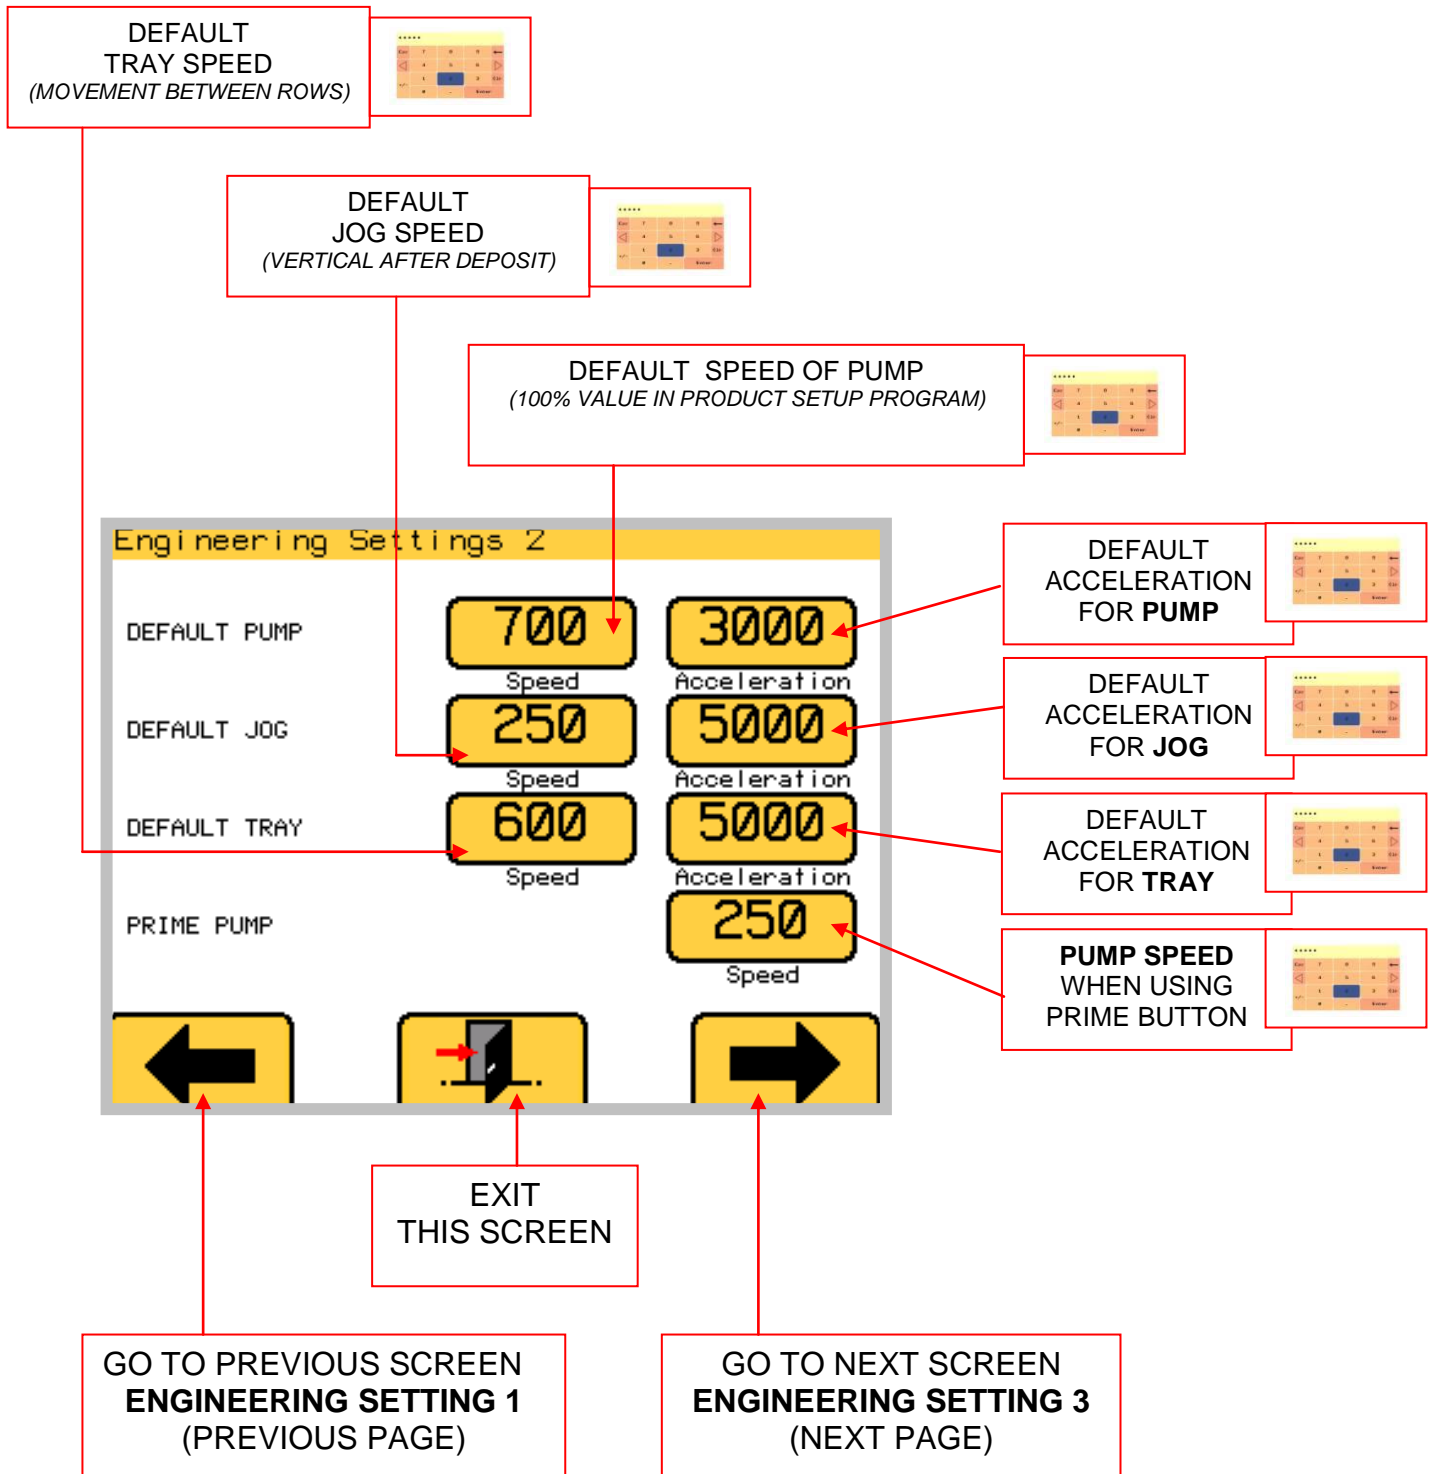 DEFAULT
TRAY SPEED
(MOVEMENT BETWEEN ROWS)
DEFAULT
JOG SPEED
(VERTICAL AFTER DEPOSIT)
DEFAULT SPEED OF PUMP
(100% VALUE IN PRODUCT SETUP PROGRAM)
Engineering Settings 2
DEFAULT PUMP
700
Speed
3000
Acceleration
DEFAULT JOG
250
Speed
5000
Acceleration
DEFAULT TRAY
600
Speed
5000
Acceleration
PRIME PUMP
250
Speed
DEFAULT
ACCELERATION
FOR PUMP
DEFAULT
ACCELERATION
FOR JOG
DEFAULT
ACCELERATION
FOR TRAY
PUMP SPEED
WHEN USING
PRIME BUTTON
EXIT
THIS SCREEN
GO TO PREVIOUS SCREEN
ENGINEERING SETTING 1
(PREVIOUS PAGE)
GO TO NEXT SCREEN
ENGINEERING SETTING 3
(NEXT PAGE)